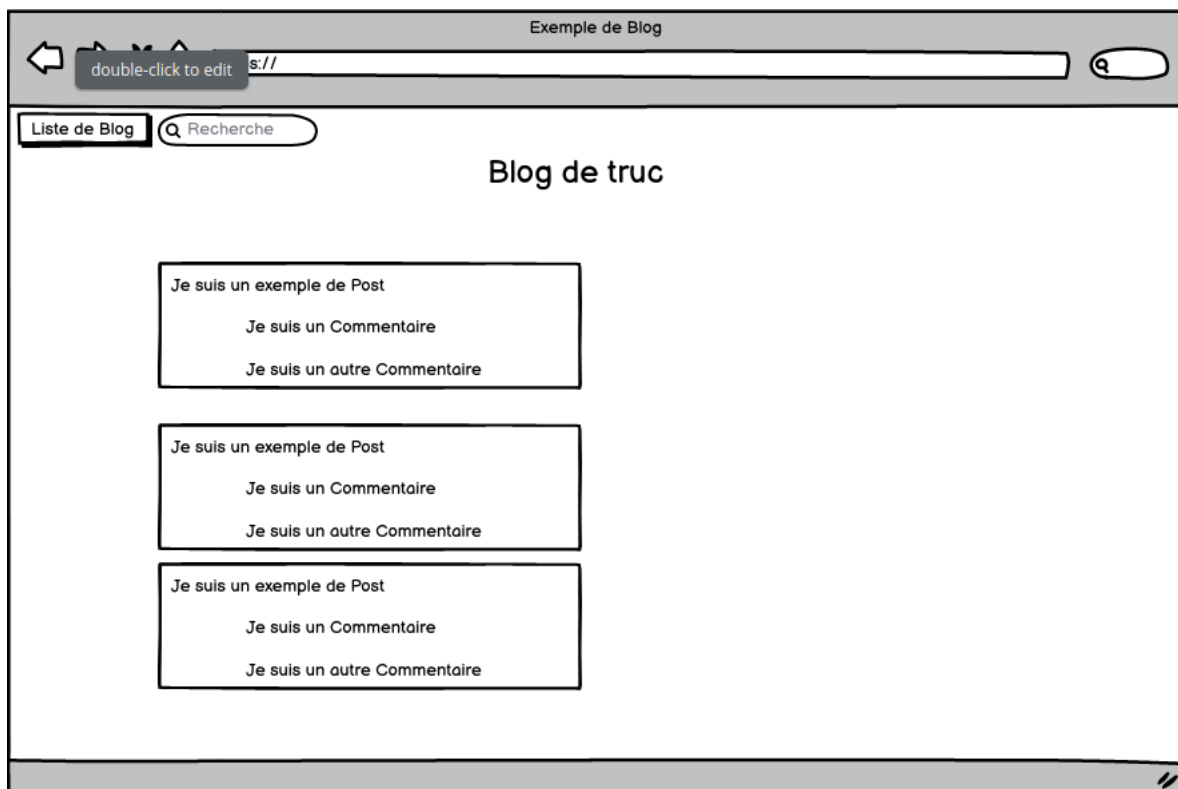 Exemple de Blog
double-click to edit
s://
Liste de Blog
Recherche
Blog de truc
Je suis un exemple de Post
Je suis un Commentaire
Je suis un autre Commentaire
Je suis un exemple de Post
Je suis un Commentaire
Je suis un autre Commentaire
Je suis un exemple de Post
Je suis un Commentaire
Je suis un autre Commentaire